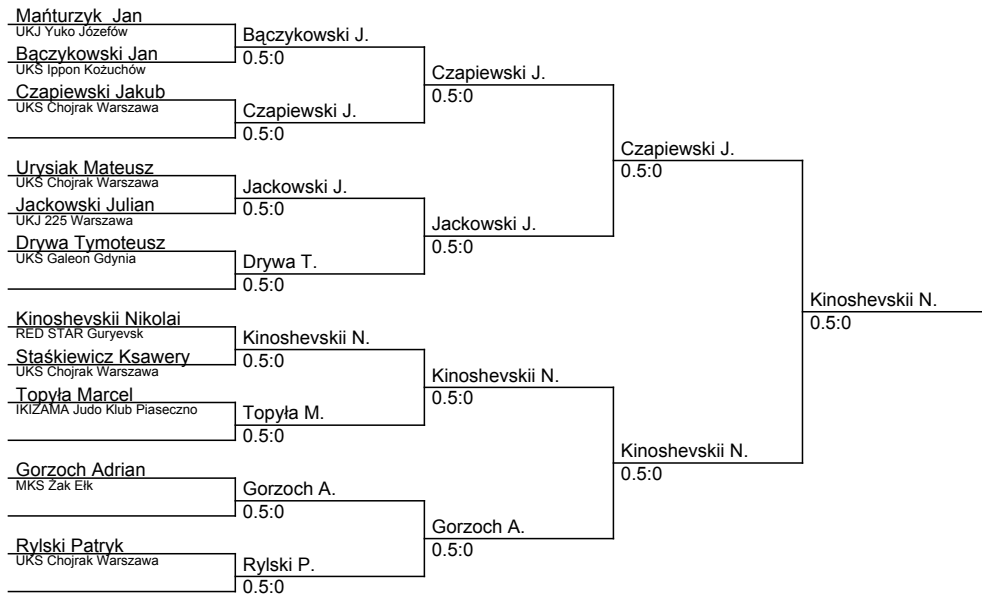 Mańturzyk  Jan
UKJ Yuko Józefów
Bączykowski Jan
UKS Ippon Kożuchów
Czapiewski Jakub
UKS Chojrak Warszawa
Urysiak Mateusz
UKS Chojrak Warszawa
Jackowski Julian
UKJ 225 Warszawa
Drywa Tymoteusz
UKS Galeon Gdynia
Kinoshevskii Nikolai
RED STAR Guryevsk
Staśkiewicz Ksawery
UKS Chojrak Warszawa
Topyła Marcel
IKIZAMA Judo Klub Piaseczno
Gorzoch Adrian
MKS Żak Ełk
Rylski Patryk
UKS Chojrak Warszawa
Bączykowski J.
0.5:0
Czapiewski J.
0.5:0
Jackowski J.
0.5:0
Drywa T.
0.5:0
Kinoshevskii N.
0.5:0
Topyła M.
0.5:0
Gorzoch A.
0.5:0
Rylski P.
0.5:0
Czapiewski J.
0.5:0
Jackowski J.
0.5:0
Kinoshevskii N.
0.5:0
Gorzoch A.
0.5:0
Czapiewski J.
0.5:0
Kinoshevskii N.
0.5:0
Kinoshevskii N.
0.5:0